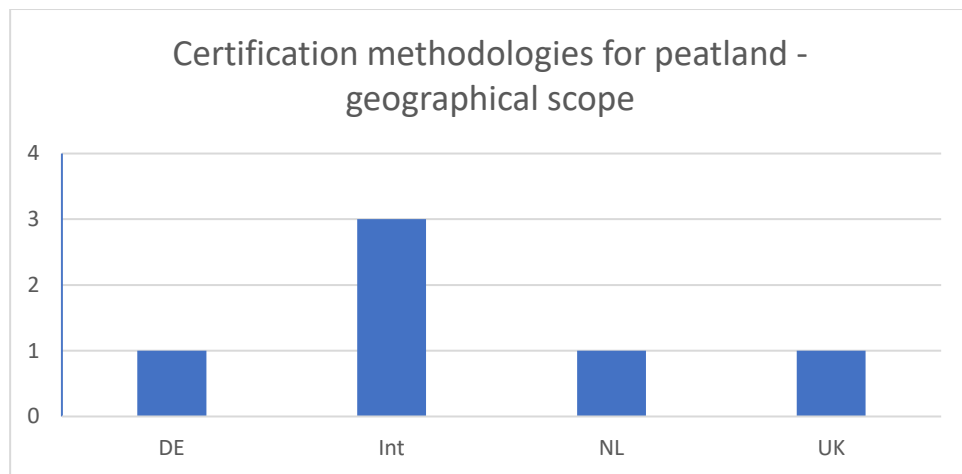 Certification methodologies for peatland -
geographical scope
4
3
2
1
0
DE Int NL UK